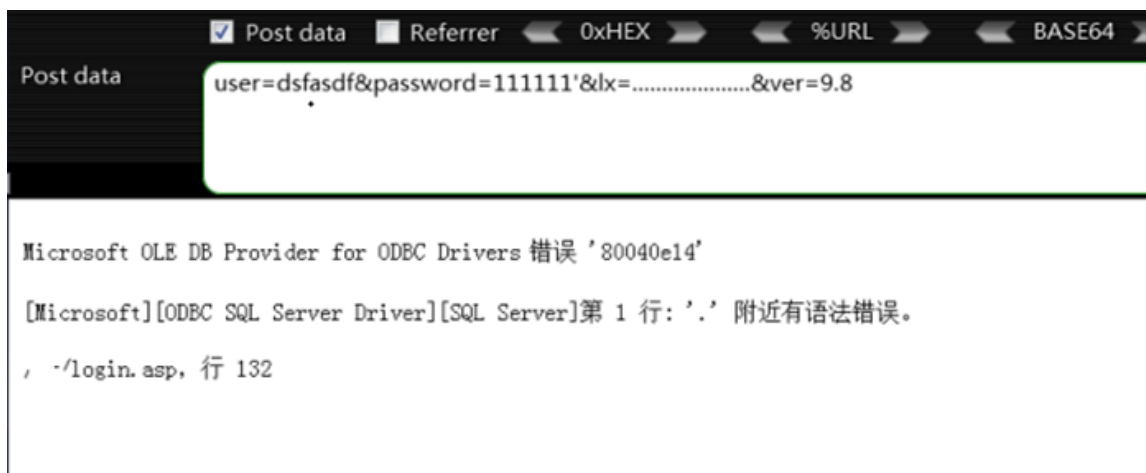 Post data Referrer 0xHEX %URL BASE64
Post data
user=dsfasdf&password=111111'&lx=....................&ver=9.8
Microsoft OLE DB Provider for ODBC Drivers 错误 '80040e14'
[Microsoft][ODBC SQL Server Driver][SQL Server]第 1 行: '.' 附近有语法错误。
/login.asp，行 132